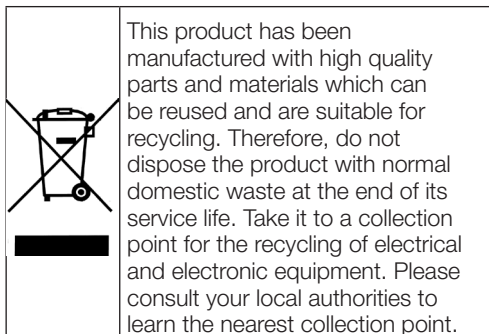 This product has been
manufactured with high quality
parts and materials which can
be reused and are suitable for
recycling. Therefore, do not
dispose the product with normal
domestic waste at the end of its
service life. Take it to a collection
point for the recycling of electrical
and electronic equipment. Please
consult your local authorities to
learn the nearest collection point.